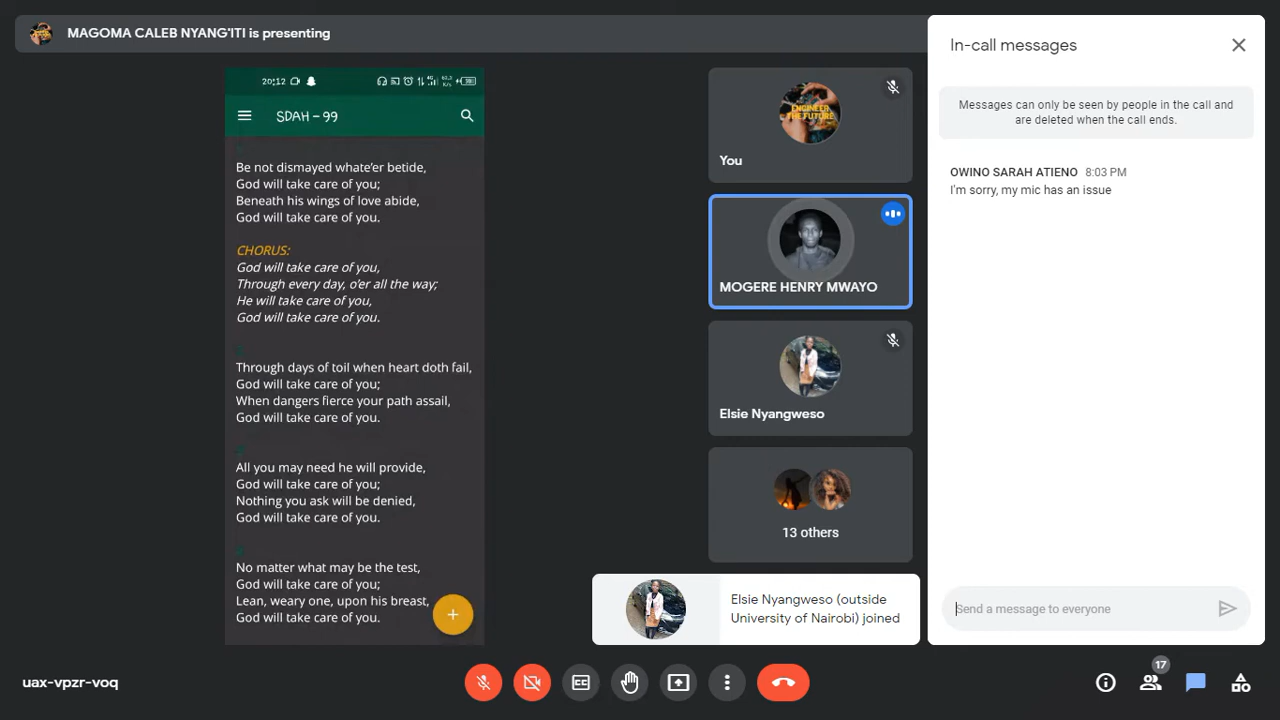 MAGOMA CALEB NYANG'ITI is presenting
20:12
SDAH – 99
Be not dismayed whate'er betide,
God will take care of you;
Beneath his wings of love abide,
God will take care of you.
CHORUS:
God will take care of you,
Through every day, o'er all the way;
He will take care of you,
God will take care of you.
Through days of toil when heart doth fail,
God will take care of you;
When dangers fierce your path assail,
God will take care of you.
All you may need he will provide,
God will take care of you;
Nothing you ask will be denied,
God will take care of you.
No matter what may be the test,
God will take care of you;
Lean, weary one, upon his breast,
God will take care of you.
ENGINEER
THE FUTURE
You
MOGERE HENRY MWAYO
Elsie Nyangweso
13 others
Elsie Nyangweso (outside
University of Nairobi) joined
In-call messages
Messages can only be seen by people in the call and
are deleted when the call ends.
OWINO SARAH ATIENO 8:03 PM
I'm sorry, my mic has an issue
Send a message to everyone
uax-vpzr-voq
CC
17